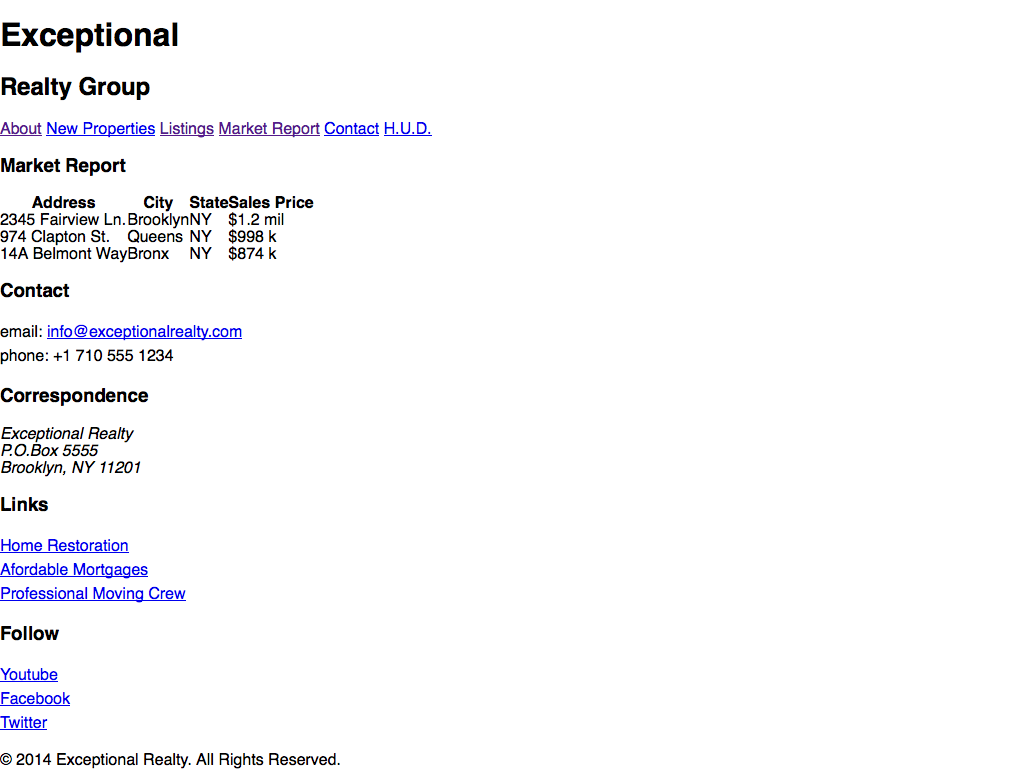 Exceptional
Realty Group
About New Properties Listings Market Report Contact H.U.D.
Market Report
Address City State Sales Price
2345 Fairview Ln. Brooklyn NY $1.2 mil
974 Clapton St. Queens NY $998 k
14A Belmont Way Bronx NY $874 k
Contact
email: info@exceptionalrealty.com
phone: +1 710 555 1234
Correspondence
Exceptional Realty
P.O.Box 5555
Brooklyn, NY 11201
Links
Home Restoration
Afordable Mortgages
Professional Moving Crew
Follow
Youtube
Facebook
Twitter
© 2014 Exceptional Realty. All Rights Reserved.